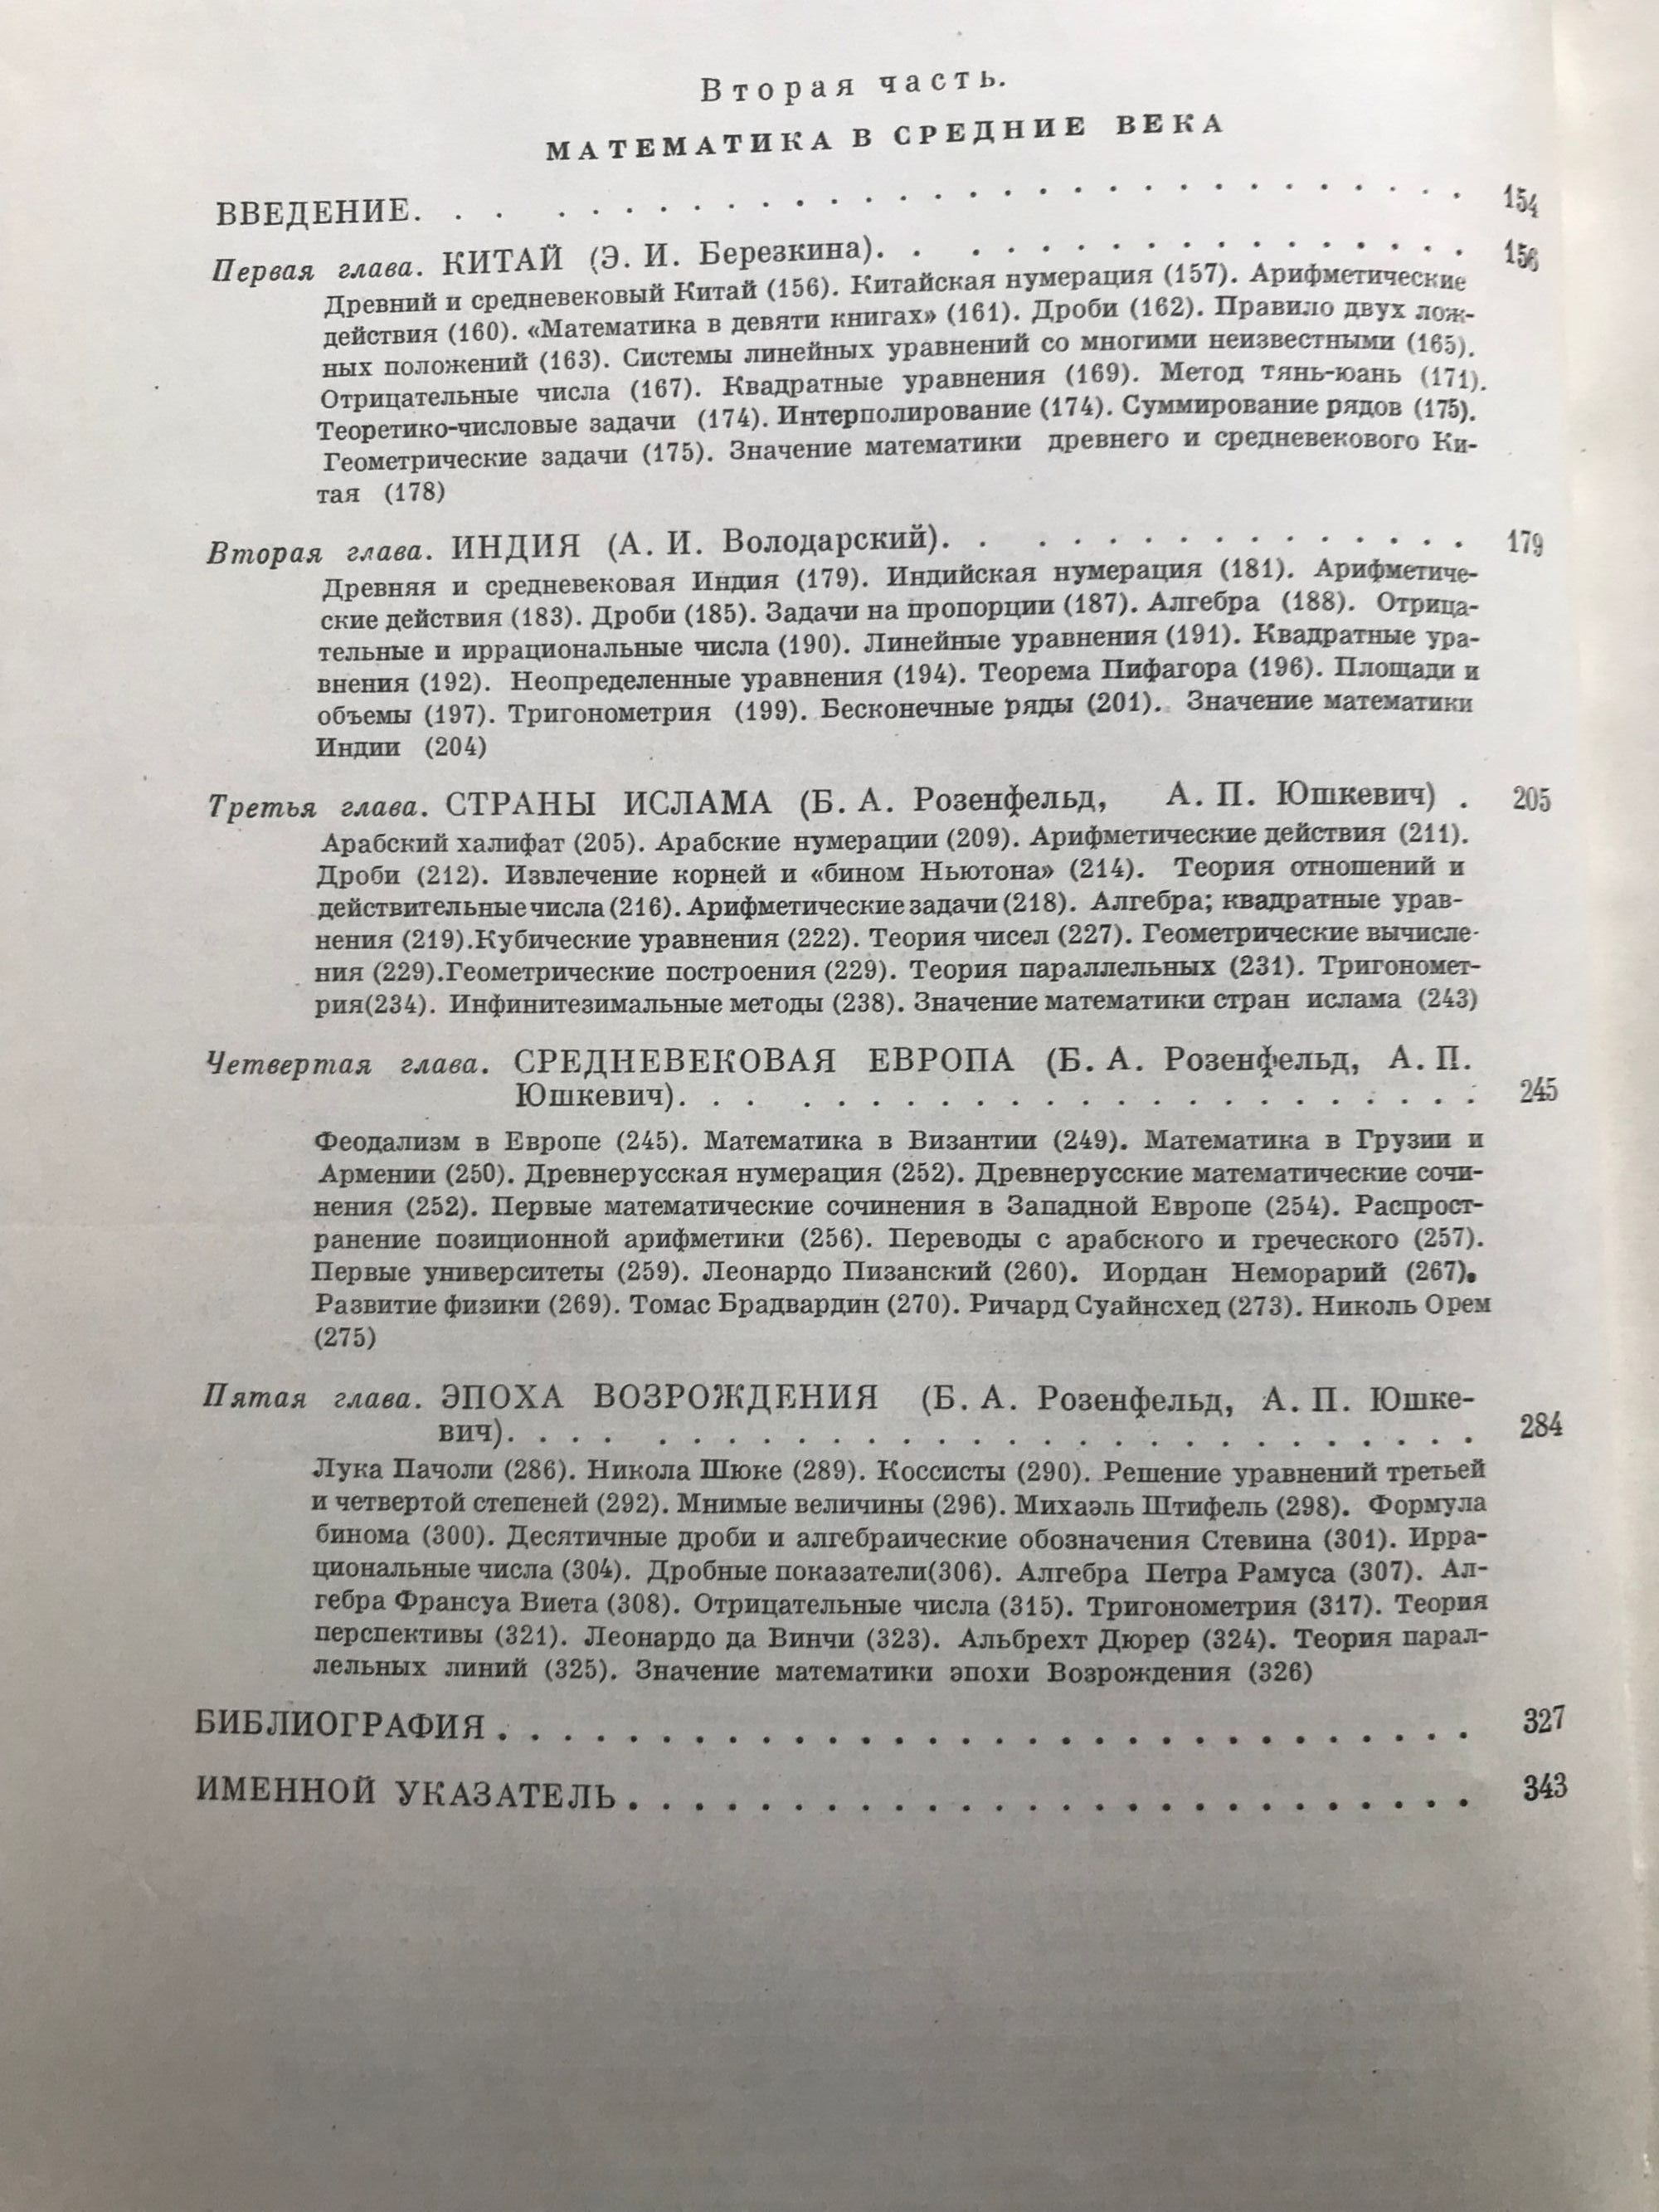 Вторая часть.
МАТЕМАТИКА В СРЕДНИЕ ВЕКА
ВВЕДЕНИЕ. . . . . . . . . . . . . . . . . . . . . . . . . . . . . . 154
Первая глава. КИТАЙ (Э. И. Березкина). . . . . . . . . . . . . . . . . 156
Древний и средневековый Китай (156). Китайская нумерация (157). Арифметические
действия (160). «Математика в девяти книгах» (161). Дроби (162). Правило двух лож-
ных положений (163). Системы линейных уравнений со многими неизвестными (165).
Отрицательные числа (167). Квадратные уравнения (169). Метод тянь-юань (171).
Теоретико-числовые задачи (174). Интерполирование (174). Суммирование рядов (175).
Геометрические задачи (175). Значение математики древнего и средневекового Ки-
тая (178)
Вторая глава. ИНДИЯ (А. И. Володарский). . . . . . . . . . . . . . . 179
Древняя и средневековая Индия (179). Индийская нумерация (181). Арифметиче-
ские действия (183). Дроби (185). Задачи на пропорции (187). Алгебра (188). Отрица-
тельные и иррациональные числа (190). Линейные уравнения (191). Квадратные ура-
внения (192). Неопределенные уравнения (194). Теорема Пифагора (196). Площади и
объемы (197). Тригонометрия (199). Бесконечные ряды (201). Значение математики
Индии (204)
Третья глава. СТРАНЫ ИСЛАМА (Б. А. Розенфельд, А. П. Юшкевич) . 205
Арабский халифат (205). Арабские нумерации (209). Арифметические действия (211).
Дроби (212). Извлечение корней и «бином Ньютона» (214). Теория отношений и
действительные числа (216). Арифметические задачи (218). Алгебра; квадратные урав-
нения (219).Кубические уравнения (222). Теория чисел (227). Геометрические вычисле-
ния (229).Геометрические построения (229). Теория параллельных (231). Тригономет-
рия(234). Инфинитезимальные методы (238). Значение математики стран ислама (243)
Четвертая глава. СРЕДНЕВЕКОВАЯ ЕВРОПА (Б. А. Розенфельд, А. П.
Юшкевич). . . . . . . . . . . . . . . . . . . . . . . 245
Феодализм в Европе (245). Математика в Византии (249). Математика в Грузии и
Армении (250). Древнерусская нумерация (252). Древнерусские математические сочи-
нения (252). Первые математические сочинения в Западной Европе (254). Распрост-
ранение позиционной арифметики (256). Переводы с арабского и греческого (257).
Первые университеты (259). Леонардо Пизанский (260). Иордан Неморарий (267).
Развитие физики (269). Томас Брадвардин (270). Ричард Суайнсхед (273). Николь Орем
(275)
Пятая глава. ЭПОХА ВОЗРОЖДЕНИЯ (Б. А. Розенфельд, А. П. Юшке-
вич). . . . . . . . . . . . . . . . . . . . . . . . . . . . 284
Лука Пачоли (286). Никола Шюке (289). Коссисты (290). Решение уравнений третьей
и четвертой степеней (292). Мнимые величины (296). Михаэль Штифель (298). Формула
бинома (300). Десятичные дроби и алгебраические обозначения Стевина (301). Ирра-
циональные числа (304). Дробные показатели(306). Алгебра Петра Рамуса (307). Ал-
гебра Франсуа Виета (308). Отрицательные числа (315). Тригонометрия (317). Теория
перспективы (321). Леонардо да Винчи (323). Альбрехт Дюрер (324). Теория парал-
лельных линий (325). Значение математики эпохи Возрождения (326)
БИБЛИОГРАФИЯ . . . . . . . . . . . . . . . . . . . . . . . . . . . . . 327
ИМЕННОЙ УКАЗАТЕЛЬ . . . . . . . . . . . . . . . . . . . . . . . . . . 343